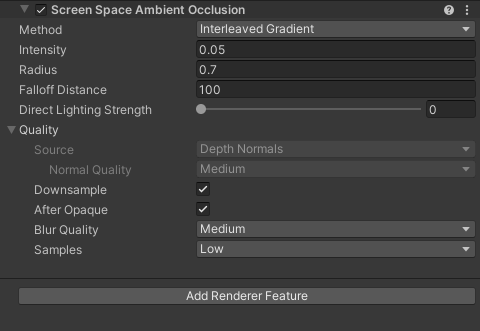 Screen Space Ambient Occlusion
Method Interleaved Gradient
Intensity 0.05
Radius 0.7
Falloff Distance 100
Direct Lighting Strength 0
Quality
Source Depth Normals
Normal Quality Medium
Downsample
After Opaque
Blur Quality Medium
Samples Low
Add Renderer Feature